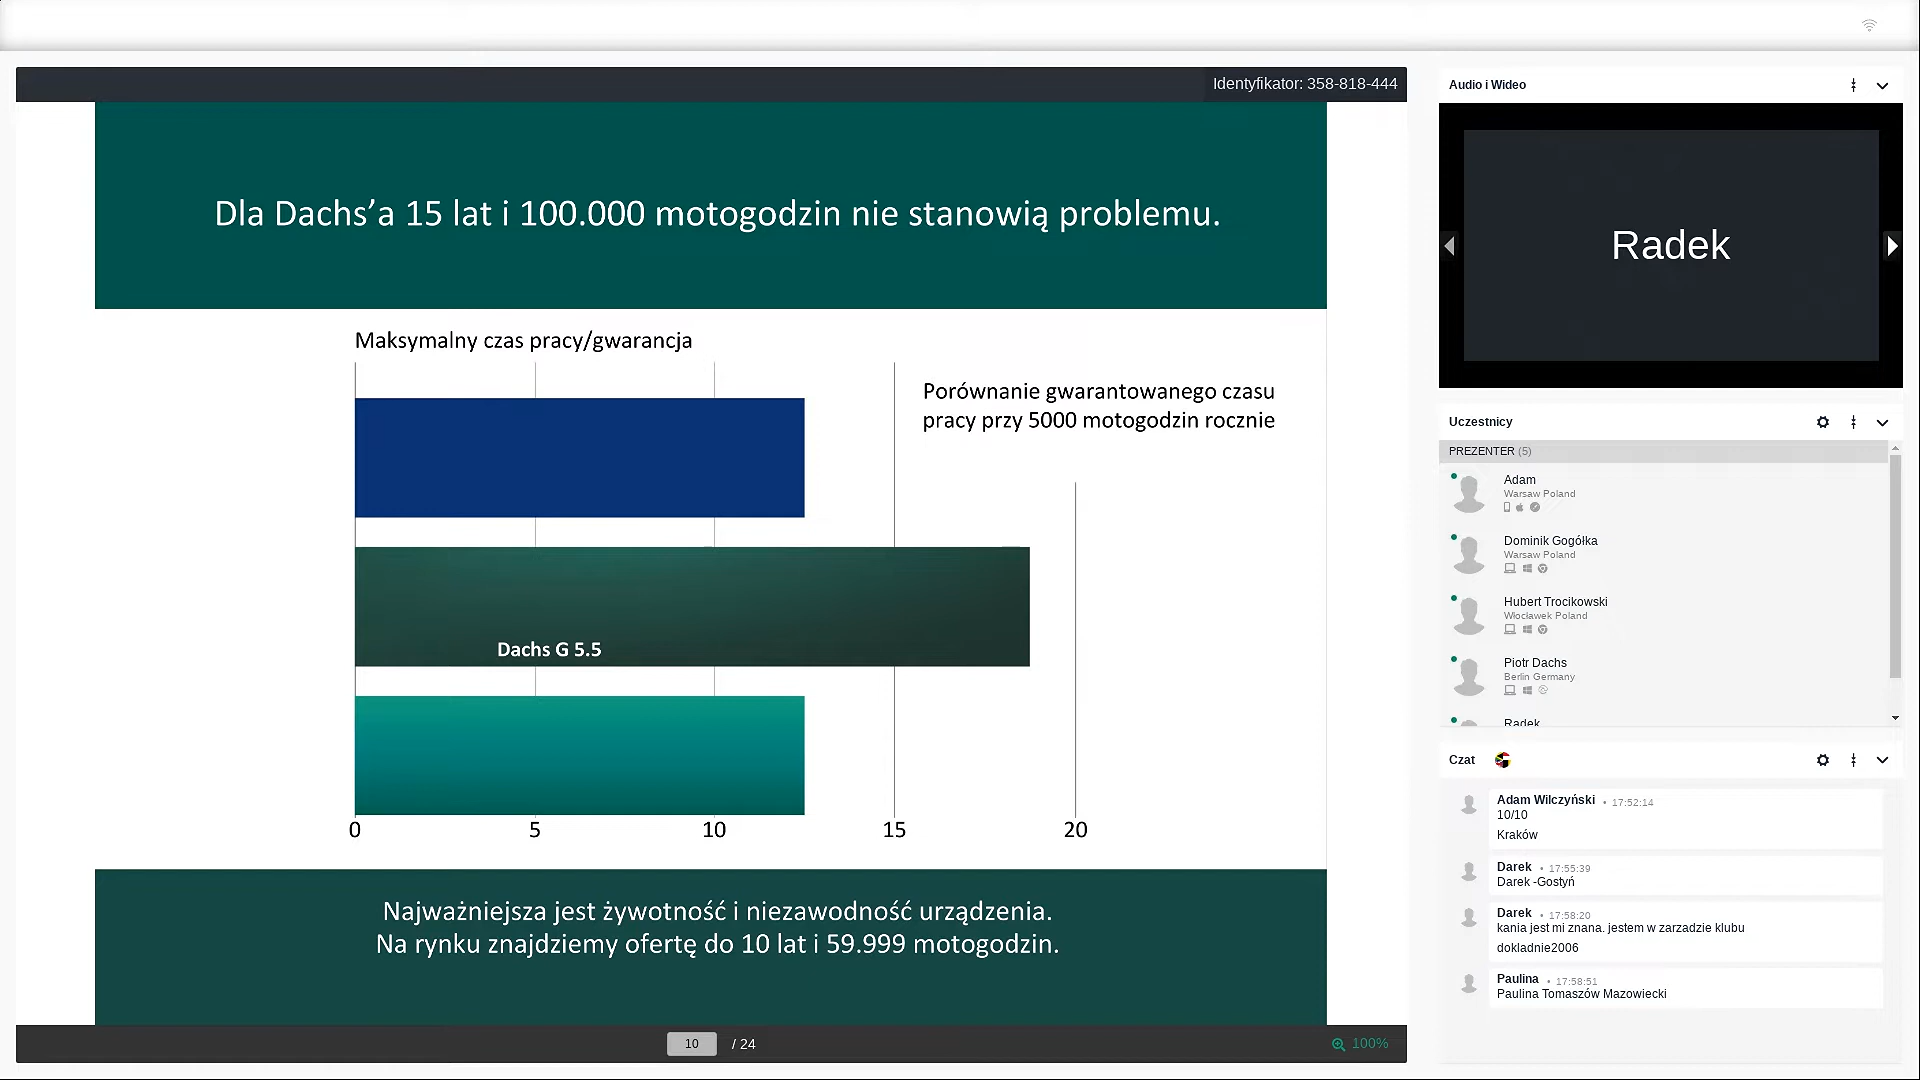 Identyfikator: 358-818-444
Dla Dachs’a 15 lat i 100.000 motogodzin nie stanowią problemu.
Maksymalny czas pracy/gwarancja
Porównanie gwarantowanego czasu
pracy przy 5000 motogodzin rocznie
Dachs G 5.5
0 5 10 15 20
Najważniejsza jest żywotność i niezawodność urządzenia.
Na rynku znajdziemy ofertę do 10 lat i 59.999 motogodzin.
10 / 24
100%
Audio i Wideo
Radek
Uczestnicy
PREZENTER (5)
Adam
Warsaw Poland
Dominik Gogółka
Warsaw Poland
Hubert Trocikowski
Włocławek Poland
Piotr Dachs
Berlin Germany
Radek
Czat
Adam Wilczyński • 17:52:14
10/10
Kraków
Darek • 17:55:39
Darek -Gostyń
Darek • 17:58:20
kania jest mi znana. jestem w zarzadzie klubu
dokladnie2006
Paulina • 17:58:51
Paulina Tomaszów Mazowiecki